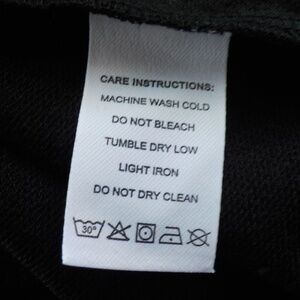 CARE INSTRUCTIONS:
MACHINE WASH COLD
DO NOT BLEACH
TUMBLE DRY LOW
LIGHT IRON
DO NOT DRY CLEAN
30°